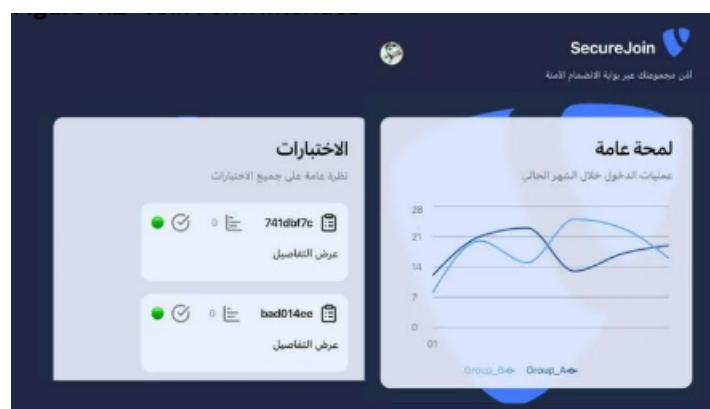 SecureJoin
أمّن مجموعتك عبر بوابة الانضمام الآمنة
لمحة عامة
عمليات الدخول خلال الشهر الحالي
28
21
14
7
0
01
Group_B
Group_A
الاختبارات
نظرة عامة على جميع الاختبارات
741dbf7c
0
عرض التفاصيل
bad014ee
0
عرض التفاصيل